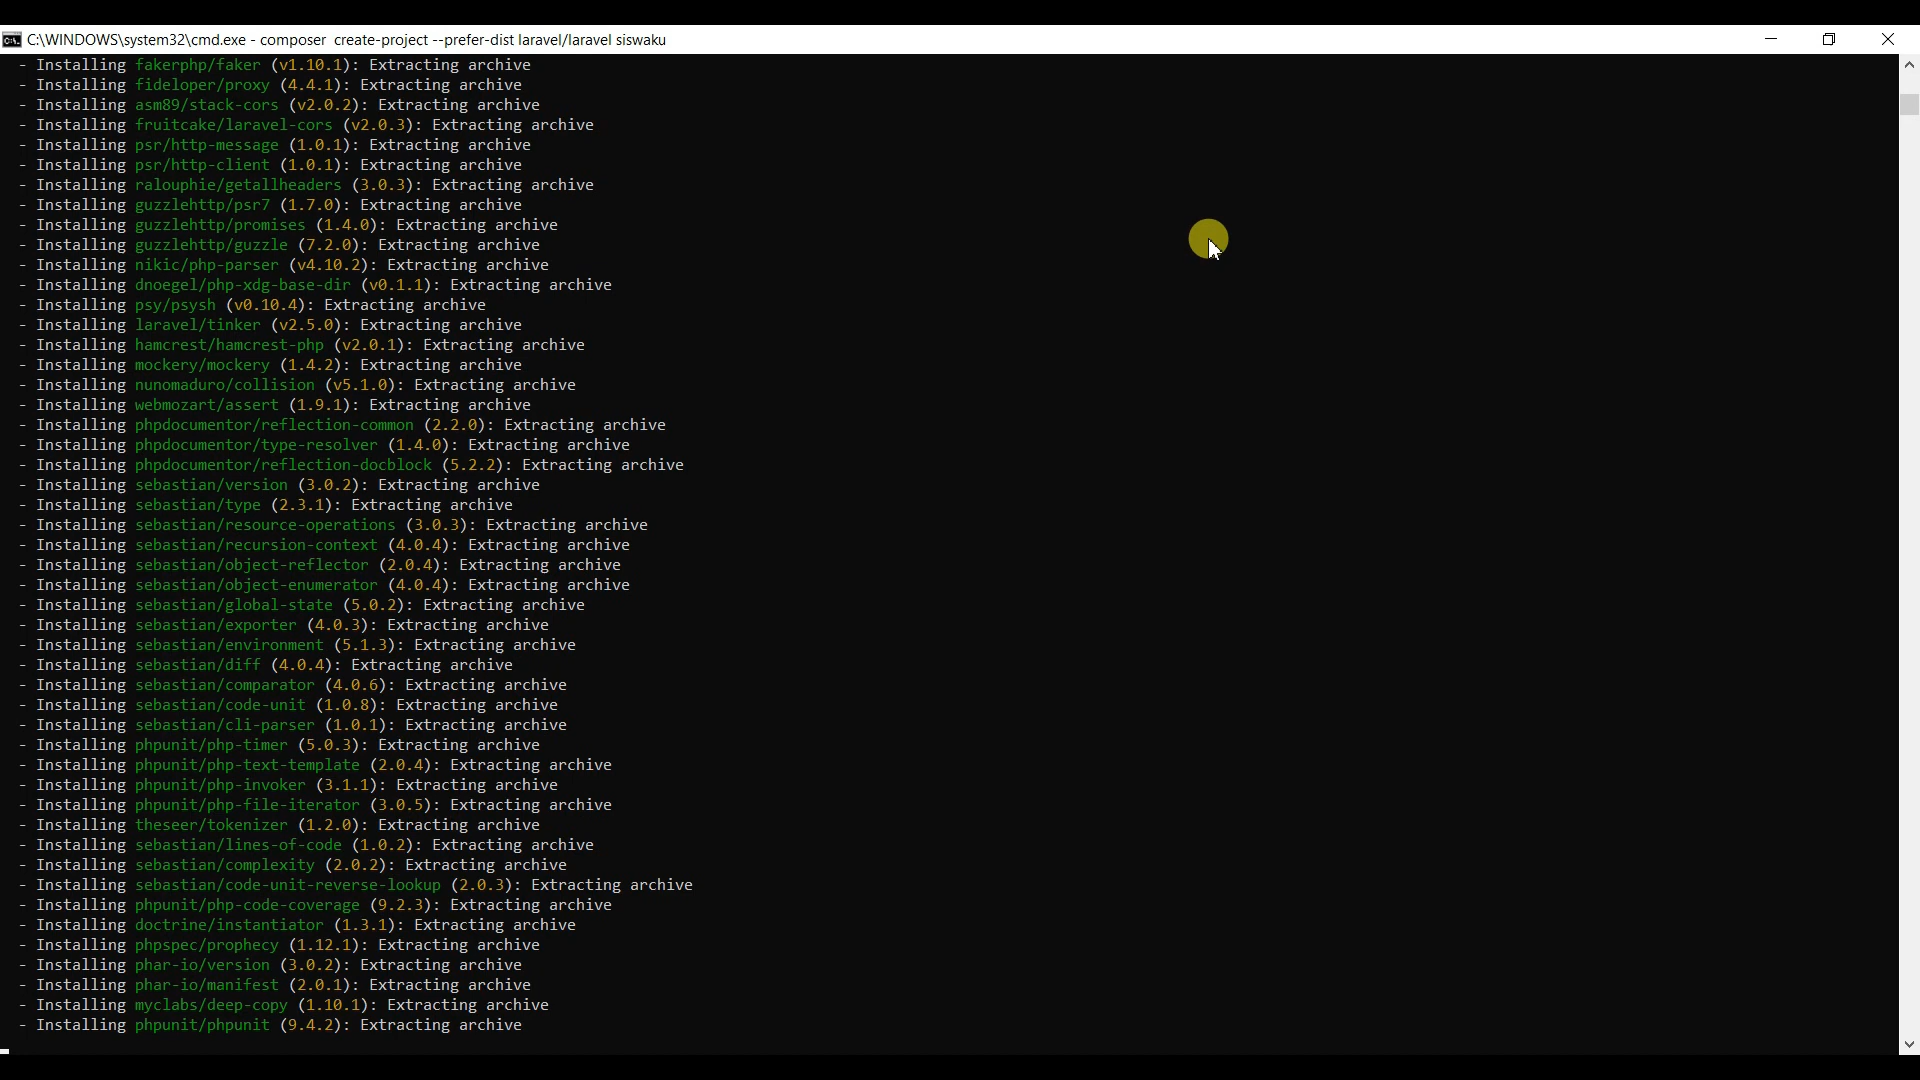 C:\WINDOWS\system32\cmd.exe - composer  create-project --prefer-dist laravel/laravel siswaku
- Installing fakerphp/faker (v1.10.1): Extracting archive
- Installing fideloper/proxy (4.4.1): Extracting archive
- Installing asm89/stack-cors (v2.0.2): Extracting archive
- Installing fruitcake/laravel-cors (v2.0.3): Extracting archive
- Installing psr/http-message (1.0.1): Extracting archive
- Installing psr/http-client (1.0.1): Extracting archive
- Installing ralouphie/getallheaders (3.0.3): Extracting archive
- Installing guzzlehttp/psr7 (1.7.0): Extracting archive
- Installing guzzlehttp/promises (1.4.0): Extracting archive
- Installing guzzlehttp/guzzle (7.2.0): Extracting archive
- Installing nikic/php-parser (v4.10.2): Extracting archive
- Installing dnoegel/php-xdg-base-dir (v0.1.1): Extracting archive
- Installing psy/psysh (v0.10.4): Extracting archive
- Installing laravel/tinker (v2.5.0): Extracting archive
- Installing hamcrest/hamcrest-php (v2.0.1): Extracting archive
- Installing mockery/mockery (1.4.2): Extracting archive
- Installing nunomaduro/collision (v5.1.0): Extracting archive
- Installing webmozart/assert (1.9.1): Extracting archive
- Installing phpdocumentor/reflection-common (2.2.0): Extracting archive
- Installing phpdocumentor/type-resolver (1.4.0): Extracting archive
- Installing phpdocumentor/reflection-docblock (5.2.2): Extracting archive
- Installing sebastian/version (3.0.2): Extracting archive
- Installing sebastian/type (2.3.1): Extracting archive
- Installing sebastian/resource-operations (3.0.3): Extracting archive
- Installing sebastian/recursion-context (4.0.4): Extracting archive
- Installing sebastian/object-reflector (2.0.4): Extracting archive
- Installing sebastian/object-enumerator (4.0.4): Extracting archive
- Installing sebastian/global-state (5.0.2): Extracting archive
- Installing sebastian/exporter (4.0.3): Extracting archive
- Installing sebastian/environment (5.1.3): Extracting archive
- Installing sebastian/diff (4.0.4): Extracting archive
- Installing sebastian/comparator (4.0.6): Extracting archive
- Installing sebastian/code-unit (1.0.8): Extracting archive
- Installing sebastian/cli-parser (1.0.1): Extracting archive
- Installing phpunit/php-timer (5.0.3): Extracting archive
- Installing phpunit/php-text-template (2.0.4): Extracting archive
- Installing phpunit/php-invoker (3.1.1): Extracting archive
- Installing phpunit/php-file-iterator (3.0.5): Extracting archive
- Installing theseer/tokenizer (1.2.0): Extracting archive
- Installing sebastian/lines-of-code (1.0.2): Extracting archive
- Installing sebastian/complexity (2.0.2): Extracting archive
- Installing sebastian/code-unit-reverse-lookup (2.0.3): Extracting archive
- Installing phpunit/php-code-coverage (9.2.3): Extracting archive
- Installing doctrine/instantiator (1.3.1): Extracting archive
- Installing phpspec/prophecy (1.12.1): Extracting archive
- Installing phar-io/version (3.0.2): Extracting archive
- Installing phar-io/manifest (2.0.1): Extracting archive
- Installing myclabs/deep-copy (1.10.1): Extracting archive
- Installing phpunit/phpunit (9.4.2): Extracting archive